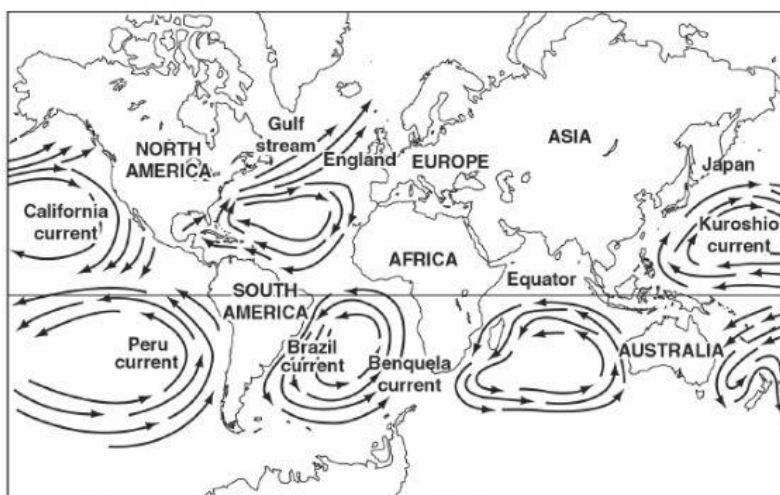 Gulf
stream
NORTH
AMERICA
England
EUROPE
ASIA
Japan
California
current
Kuroshio
current
AFRICA
Equator
SOUTH
AMERICA
Peru
current
Brazil
current
Benquela
current
AUSTRALIA